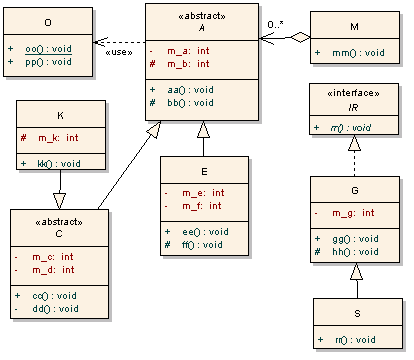 O
+ oo() : void
+ pp() : void
«use»
«abstract»
A
- m_a: int
# m_b: int
+ aa() : void
# bb() : void
0..*
M
+ mm() : void
K
# m_k: int
+ kk() : void
«interface»
IR
+ rr() : void
E
- m_e: int
- m_f: int
+ ee() : void
# ff() : void
G
- m_g: int
+ gg() : void
# hh() : void
«abstract»
C
- m_c: int
- m_d: int
+ cc() : void
- dd() : void
S
+ rr() : void